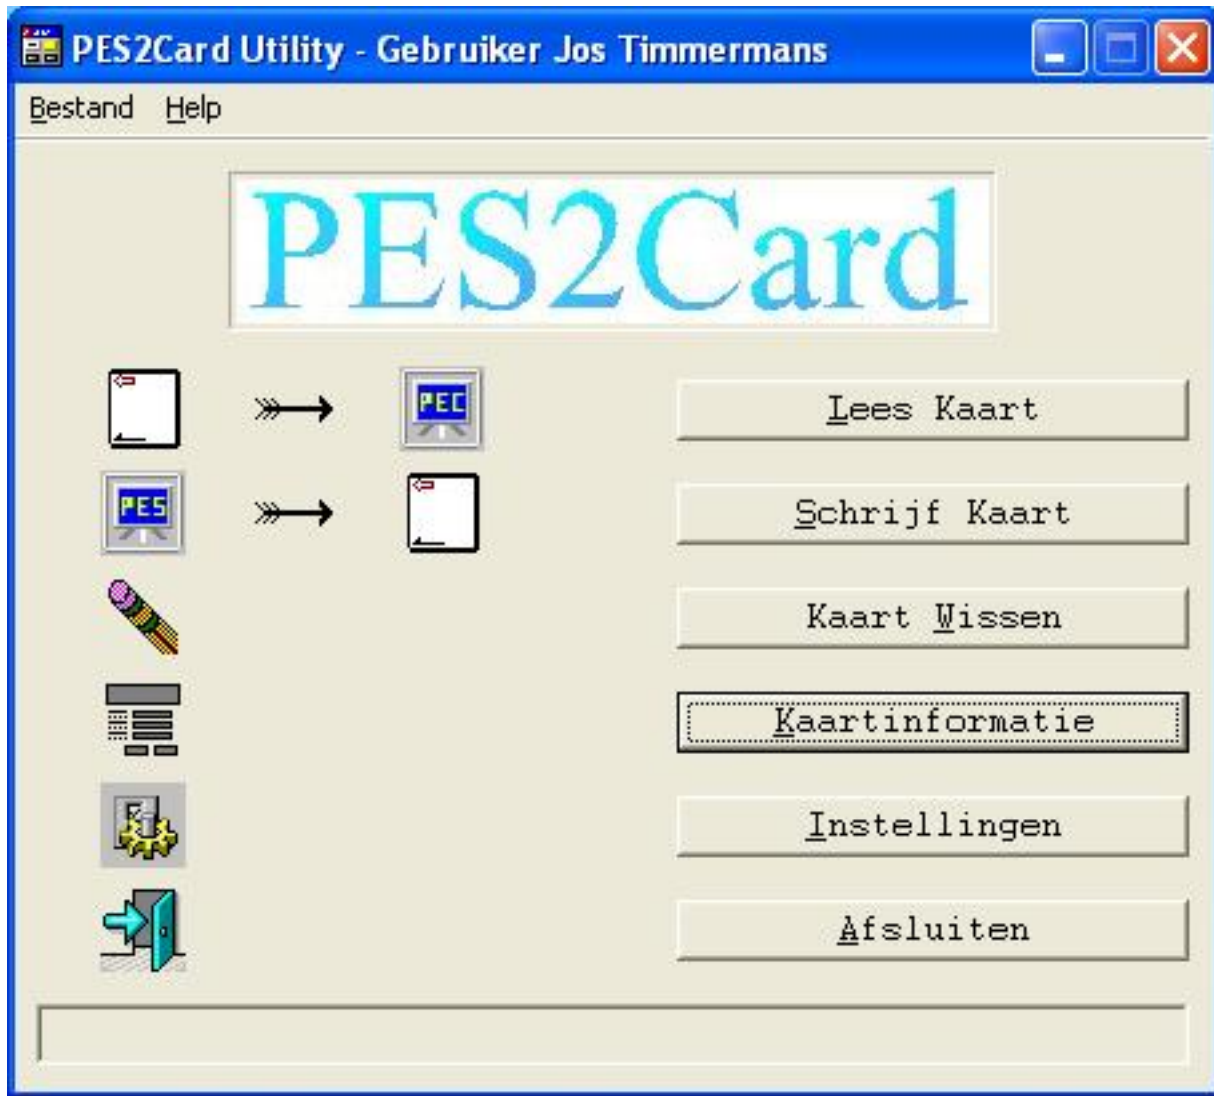 PES2Card Utility - Gebruiker Jos Timmermans
Bestand Help
PES2Card
PEC
Lees Kaart
PES
Schrijf Kaart
Kaart Wissen
Kaartinformatie
Instellingen
Afsluiten